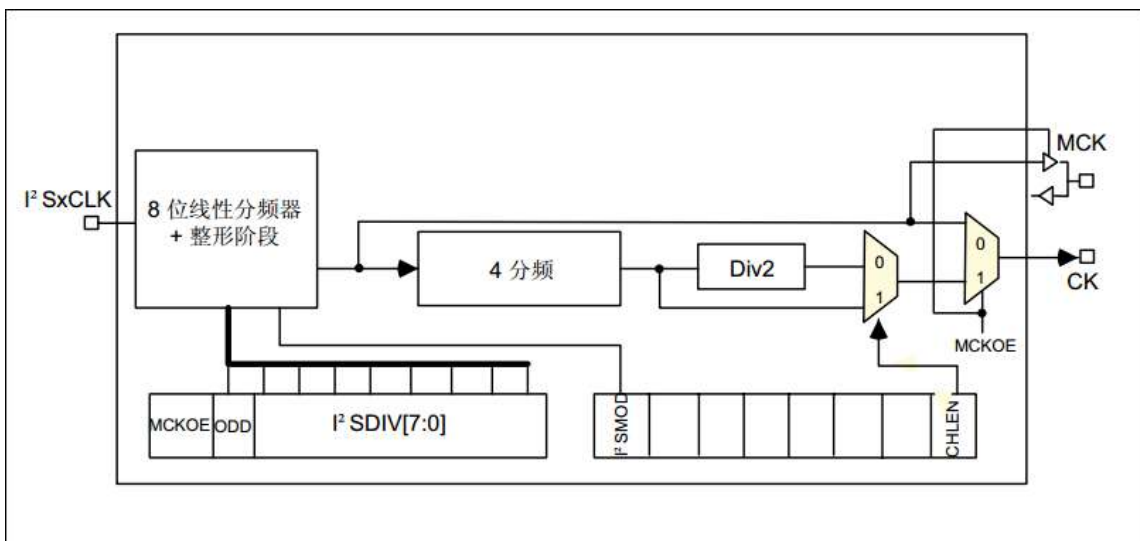 MCK
I² SxCLK
8 位线性分频器
+ 整形阶段
4 分频
Div2
0
1
0
1
CK
MCKOE
MCKOE
ODD
I² SDIV[7:0]
I² SMOD
CHLEN